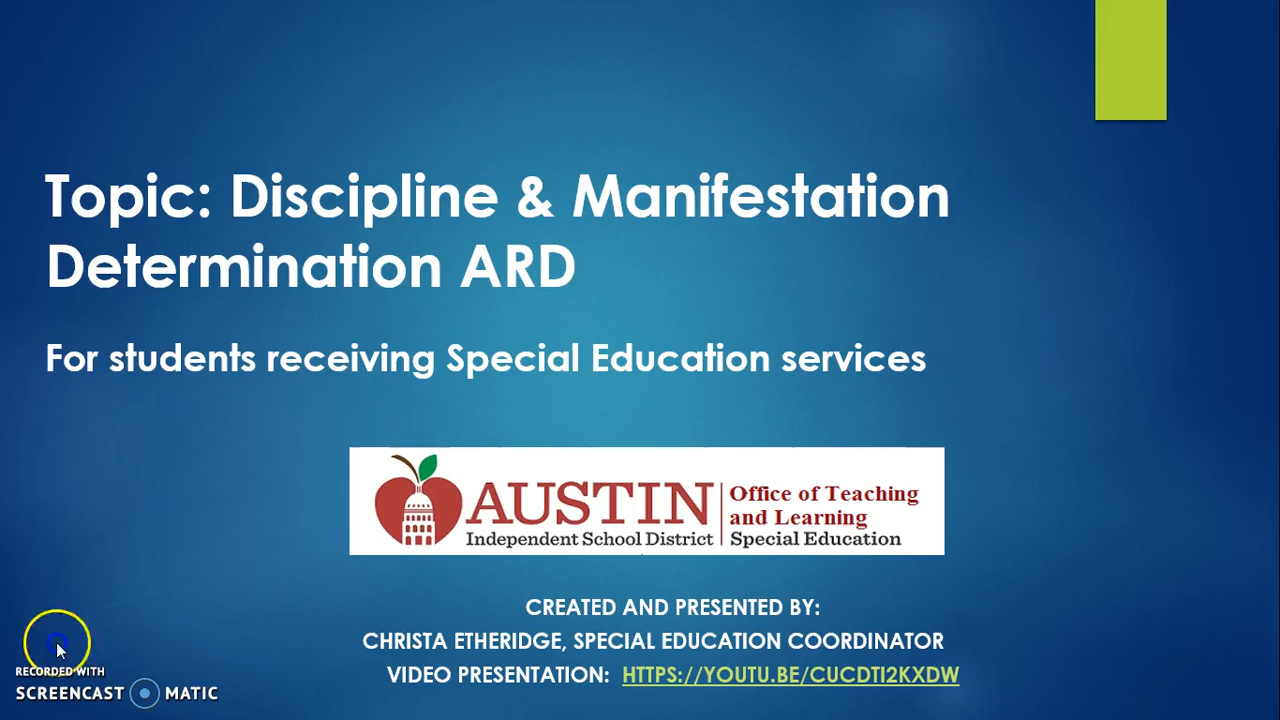 Topic: Discipline & Manifestation
Determination ARD
For students receiving Special Education services
AUSTIN
Independent School District
Office of Teaching
and Learning
Special Education
CREATED AND PRESENTED BY:
CHRISTA ETHERIDGE, SPECIAL EDUCATION COORDINATOR
VIDEO PRESENTATION: HTTPS://YOUTU.BE/CUCDTI2KXDW
RECORDED WITH
SCREENCAST MATIC